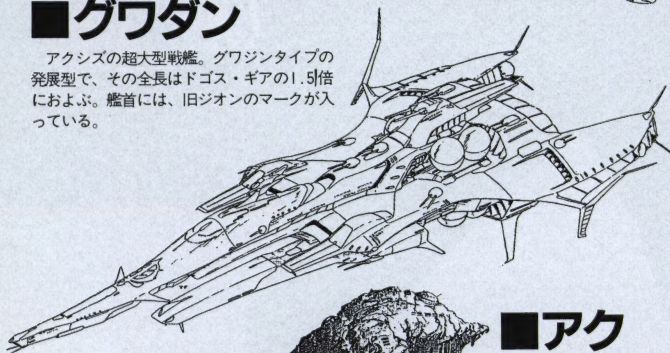 ■グワダン
アクシズの超大型戦艦。グワジンタイプの
発展型で、その全長はドゴス・ギアの1.5倍
におよぶ。艦首には、旧ジオンのマークが入
っている。
■アク